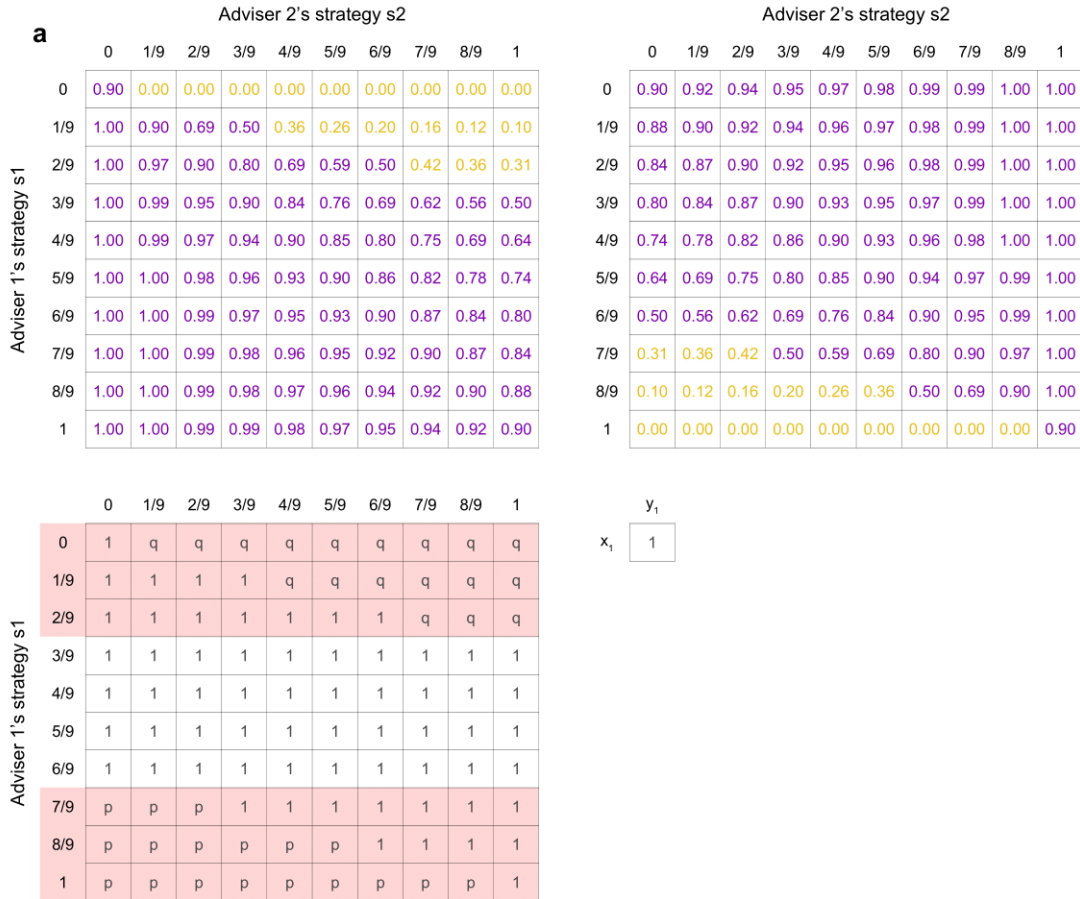 Adviser 2's strategy s2
Adviser 2's strategy s2
a
0 1/9 2/9 3/9 4/9 5/9 6/9 7/9 8/9 1
0 1/9 2/9 3/9 4/9 5/9 6/9 7/9 8/9 1
Adviser 1's strategy s1
0 0.90 0.00 0.00 0.00 0.00 0.00 0.00 0.00 0.00 0.00
1/9 1.00 0.90 0.69 0.50 0.36 0.26 0.20 0.16 0.12 0.10
2/9 1.00 0.97 0.90 0.80 0.69 0.59 0.50 0.42 0.36 0.31
3/9 1.00 0.99 0.95 0.90 0.84 0.76 0.69 0.62 0.56 0.50
4/9 1.00 0.99 0.97 0.94 0.90 0.85 0.80 0.75 0.69 0.64
5/9 1.00 1.00 0.98 0.96 0.93 0.90 0.86 0.82 0.78 0.74
6/9 1.00 1.00 0.99 0.97 0.95 0.93 0.90 0.87 0.84 0.80
7/9 1.00 1.00 0.99 0.98 0.96 0.95 0.92 0.90 0.87 0.84
8/9 1.00 1.00 0.99 0.98 0.97 0.96 0.94 0.92 0.90 0.88
1 1.00 1.00 0.99 0.99 0.98 0.97 0.95 0.94 0.92 0.90
0 0.90 0.92 0.94 0.95 0.97 0.98 0.99 0.99 1.00 1.00
1/9 0.88 0.90 0.92 0.94 0.96 0.97 0.98 0.99 1.00 1.00
2/9 0.84 0.87 0.90 0.92 0.95 0.96 0.98 0.99 1.00 1.00
3/9 0.80 0.84 0.87 0.90 0.93 0.95 0.97 0.99 1.00 1.00
4/9 0.74 0.78 0.82 0.86 0.90 0.93 0.96 0.98 1.00 1.00
5/9 0.64 0.69 0.75 0.80 0.85 0.90 0.94 0.97 0.99 1.00
6/9 0.50 0.56 0.62 0.69 0.76 0.84 0.90 0.95 0.99 1.00
7/9 0.31 0.36 0.42 0.50 0.59 0.69 0.80 0.90 0.97 1.00
8/9 0.10 0.12 0.16 0.20 0.26 0.36 0.50 0.69 0.90 1.00
1 0.00 0.00 0.00 0.00 0.00 0.00 0.00 0.00 0.00 0.90
0 1/9 2/9 3/9 4/9 5/9 6/9 7/9 8/9 1
Adviser 1's strategy s1
0 1 q q q q q q q q q
1/9 1 1 1 1 q q q q q q
2/9 1 1 1 1 1 1 1 q q q
3/9 1 1 1 1 1 1 1 1 1 1
4/9 1 1 1 1 1 1 1 1 1 1
5/9 1 1 1 1 1 1 1 1 1 1
6/9 1 1 1 1 1 1 1 1 1 1
7/9 p p p 1 1 1 1 1 1 1
8/9 p p p p p p 1 1 1 1
1 p p p p p p p p p 1
y₁
x₁ 1